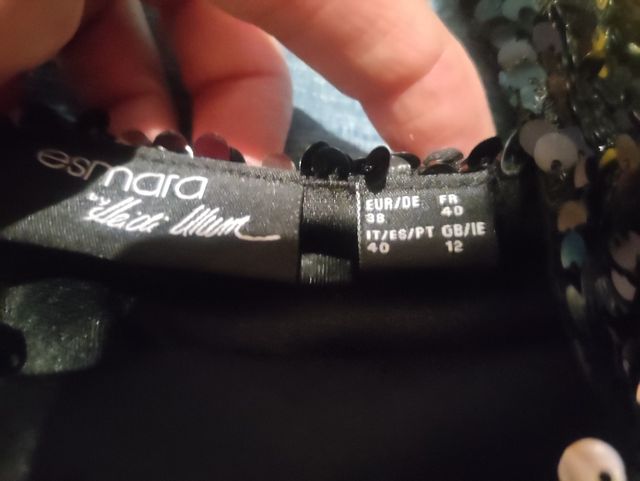 esmara
by Heidi Klum
EUR/DE FR
38 40
IT/ES/PT GB/IE
40 12